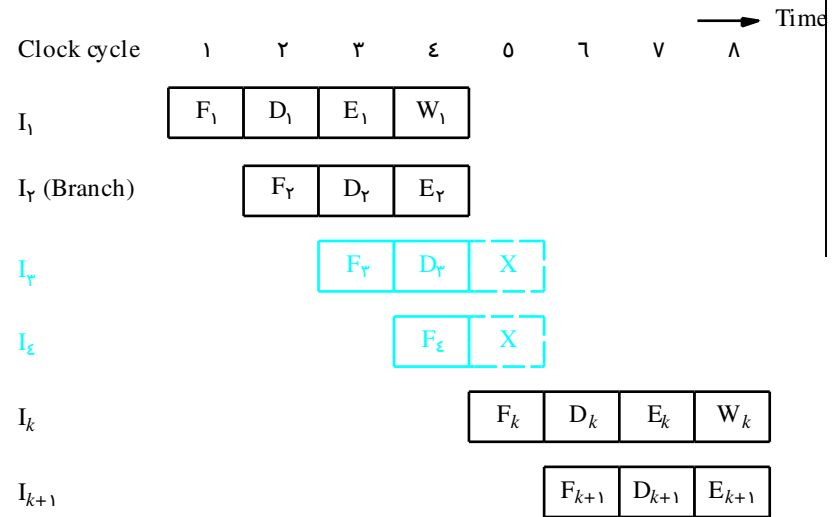 Time
Clock cycle ١ ٢ ٣ ٤ ٥ ٦ ٧ ٨
I١ F١ D١ E١ W١
I٢ (Branch) F٢ D٢ E٢
I٣ F٣ D٣ X
I٤ F٤ X
Ik Fk Dk Ek Wk
Ik+١ Fk+١ Dk+١ Ek+١